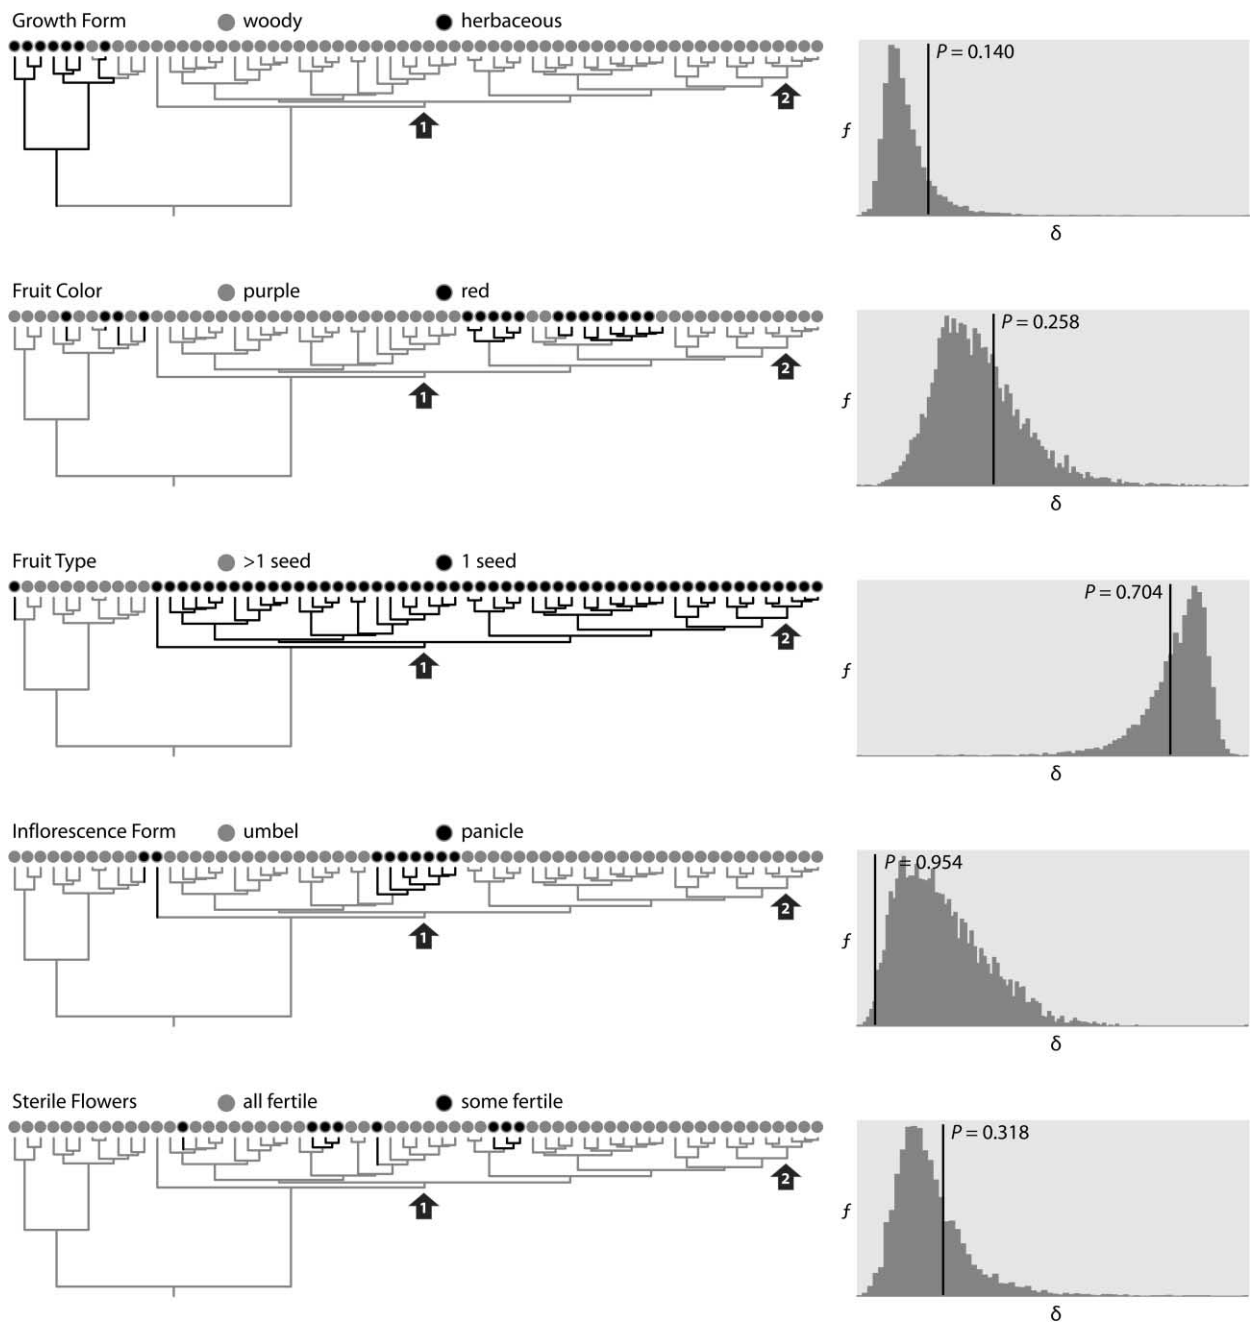 Growth Form woody herbaceous
P = 0.140
f
1 2
δ
Fruit Color purple red
P = 0.258
f
1 2
δ
Fruit Type >1 seed 1 seed
P = 0.704
f
1 2
δ
Inflorescence Form umbel panicle
P = 0.954
f
1 2
δ
Sterile Flowers all fertile some fertile
P = 0.318
f
1 2
δ